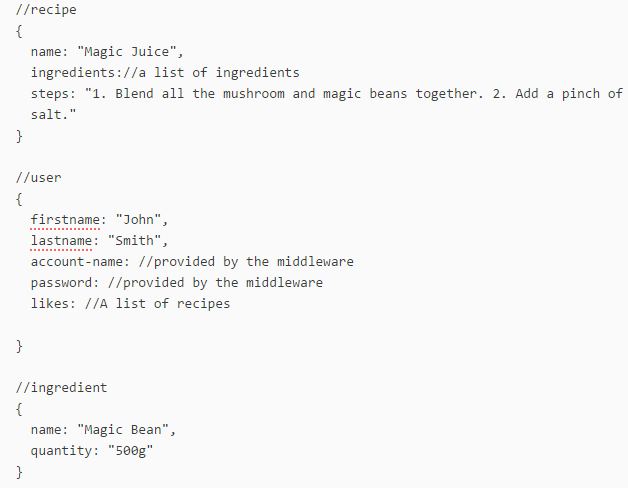 //recipe
{
name: "Magic Juice",
ingredients://a list of ingredients
steps: "1. Blend all the mushroom and magic beans together. 2. Add a pinch of
salt."
}
//user
{
firstname: "John",
lastname: "Smith",
account-name: //provided by the middleware
password: //provided by the middleware
likes: //A list of recipes
}
//ingredient
{
name: "Magic Bean",
quantity: "500g"
}